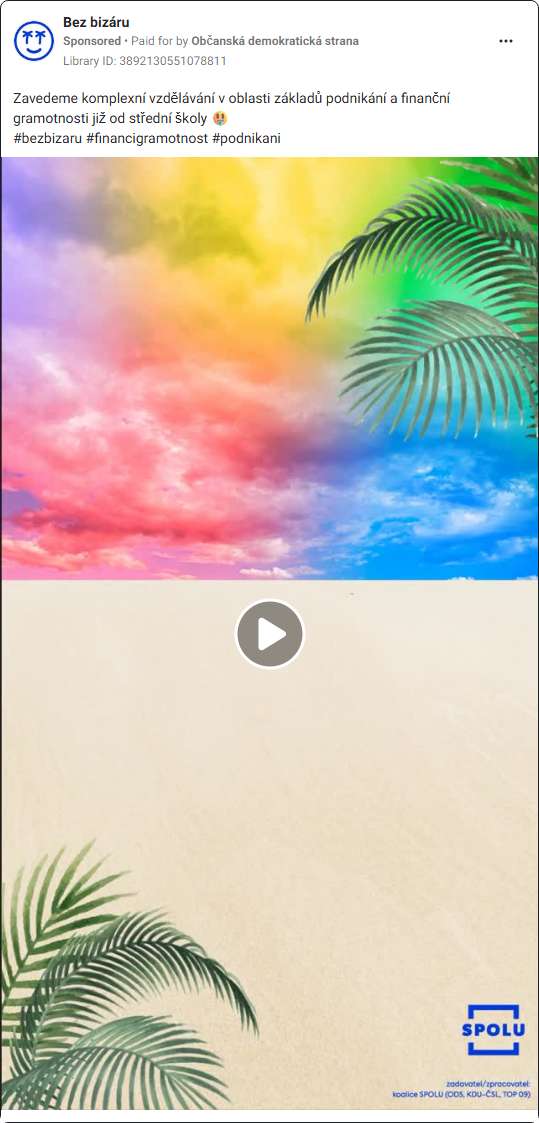 Bez bizáru
Sponsored • Paid for by Občanská demokratická strana
Library ID: 3892130551078811
Zavedeme komplexní vzdělávání v oblasti základů podnikání a finanční
gramotnosti již od střední školy 🤑
#bezbizaru #financigramotnost #podnikani
SPOLU
zadavatel/zpracovatel:
koalice SPOLU (ODS, KDU-ČSL, TOP 09)